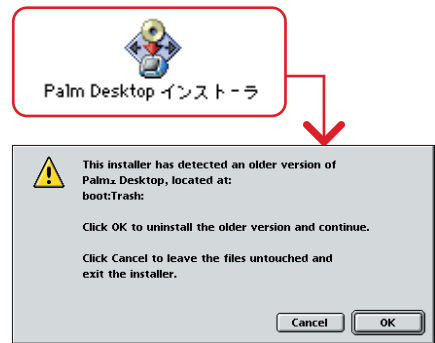 Palm Desktop インストーラ
This installer has detected an older version of
Palm™ Desktop, located at:
boot:Trash:
Click OK to uninstall the older version and continue.
Click Cancel to leave the files untouched and
exit the installer.
Cancel
OK